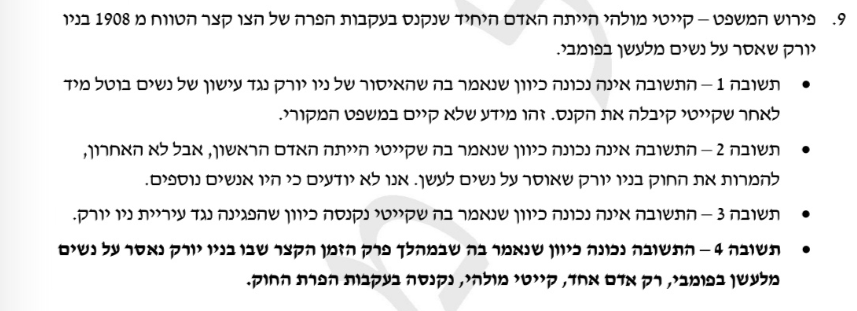 9. פירוש המשפט – קייטי מולהי הייתה האדם היחיד שנקנס בעקבות הפרה של הצו קצר הטווח מ 1908 בניו
יורק שאסר על נשים מלעשן בפומבי.
• תשובה 1 – התשובה אינה נכונה כיוון שנאמר בה שהאיסור של ניו יורק נגד עישון של נשים בוטל מיד
לאחר שקייטי קיבלה את הקנס. זהו מידע שלא קיים במשפט המקורי.
• תשובה 2 – התשובה אינה נכונה כיוון שנאמר בה שקייטי הייתה האדם הראשון, אבל לא האחרון,
להמרות את החוק בניו יורק שאוסר על נשים לעשן. אנו לא יודעים כי היו אנשים נוספים.
• תשובה 3 – התשובה אינה נכונה כיוון שנאמר בה שקייטי נקנסה כיוון שהפגינה נגד עיריית ניו יורק.
• תשובה 4 – התשובה נכונה כיוון שנאמר בה שבמהלך פרק הזמן הקצר שבו בניו יורק נאסר על נשים
מלעשן בפומבי, רק אדם אחד, קייטי מולהי, נקנסה בעקבות הפרת החוק.